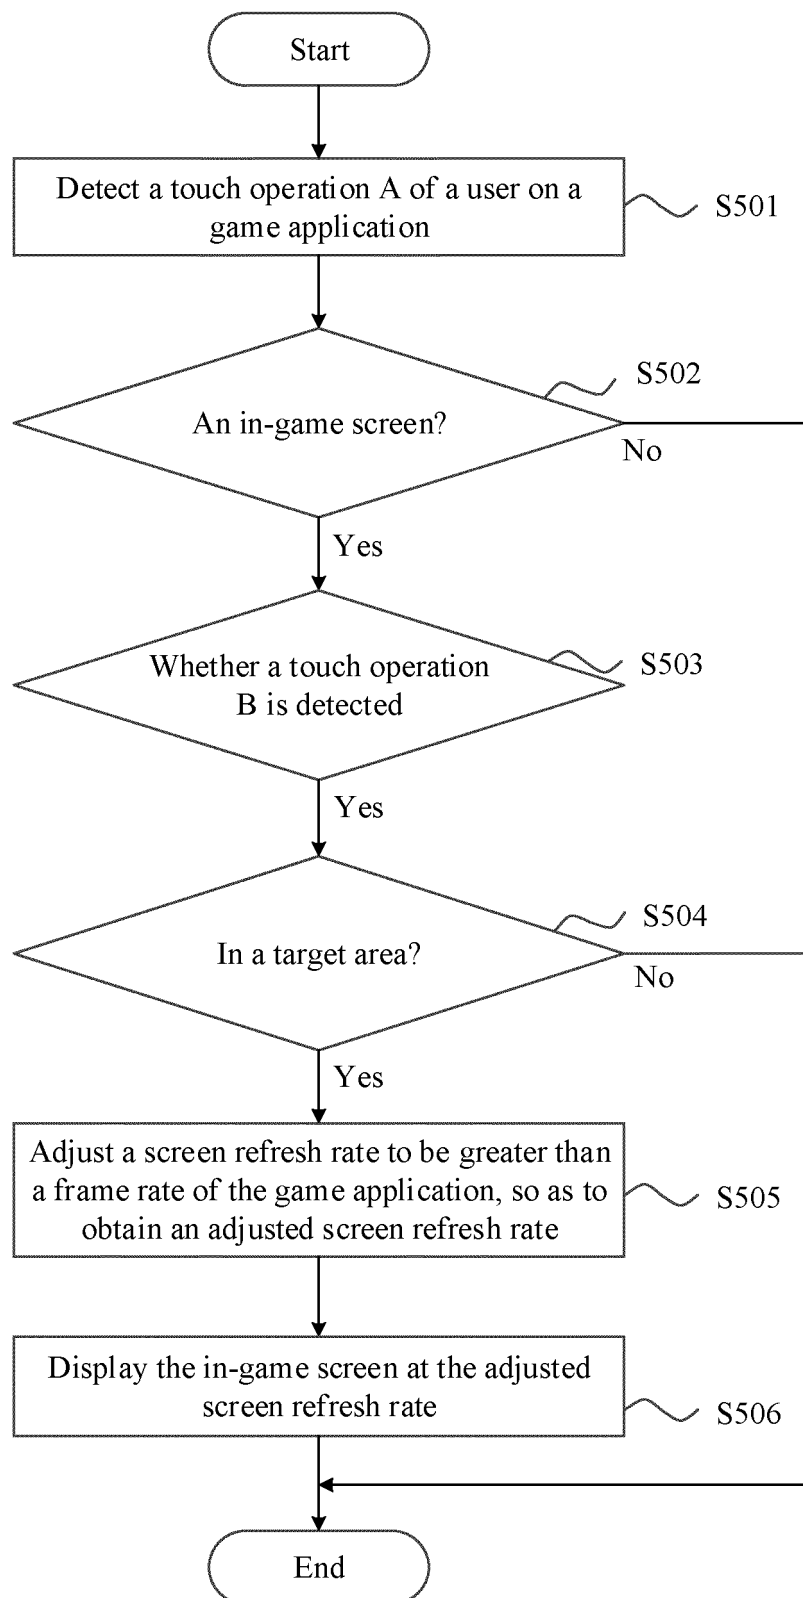 Start
Detect a touch operation A of a user on a
game application
S501
S502
An in-game screen?
No
Yes
S503
Whether a touch operation
B is detected
Yes
S504
In a target area?
No
Yes
Adjust a screen refresh rate to be greater than
a frame rate of the game application, so as to
obtain an adjusted screen refresh rate
S505
Display the in-game screen at the adjusted
screen refresh rate
S506
End